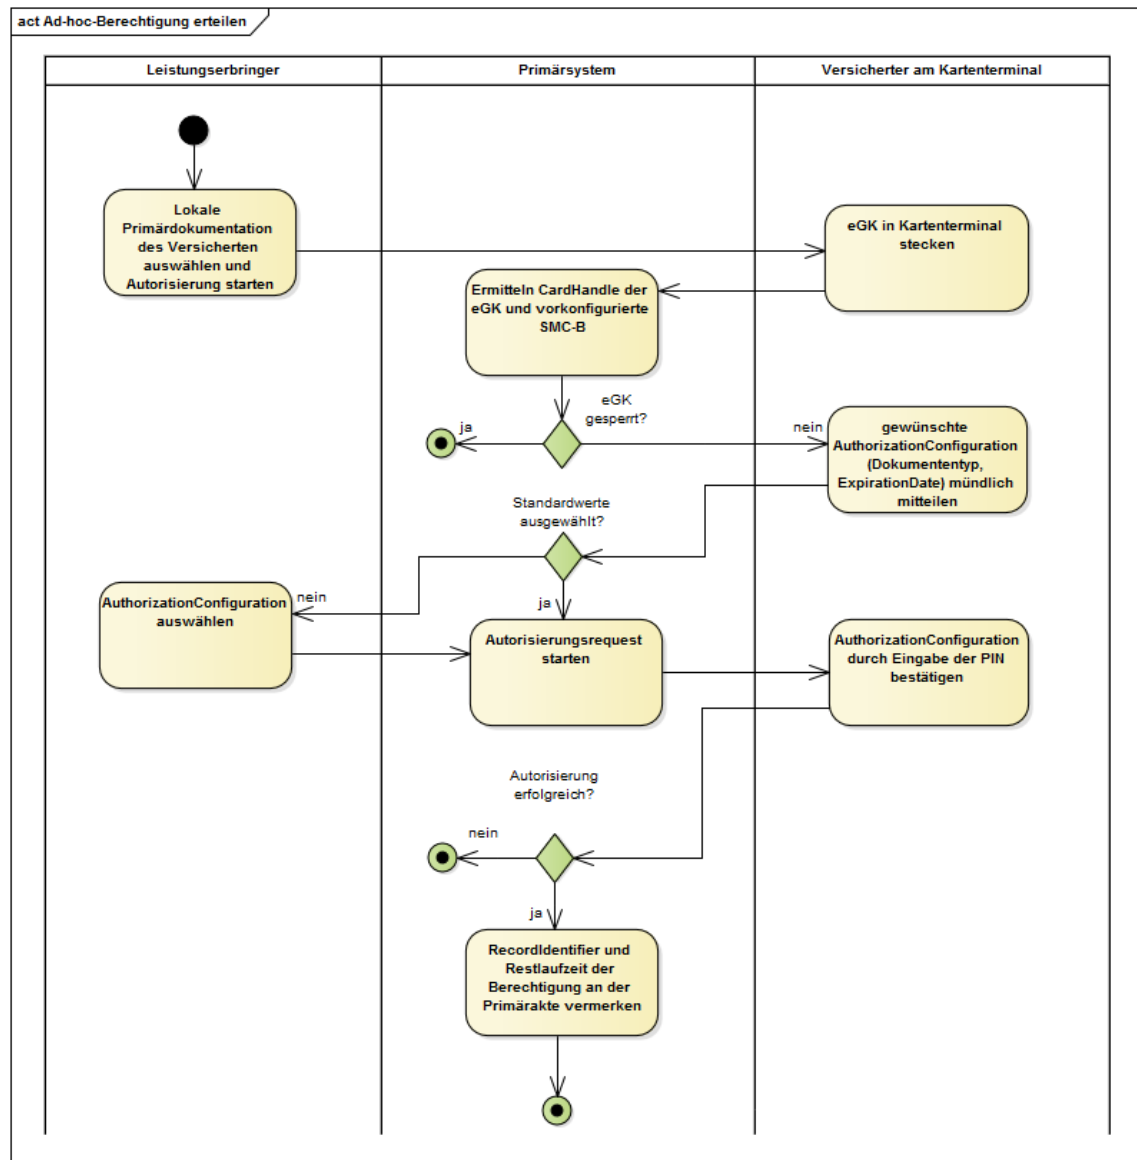 act Ad-hoc-Berechtigung erteilen
Leistungserbringer
Primärsystem
Versicherter am Kartenterminal
Lokale
Primärdokumentation
des Versicherten
auswählen und
Autorisierung starten
eGK in Kartenterminal
stecken
Ermitteln CardHandle der
eGK und vorkonfigurierte
SMC-B
eGK
gesperrt?
ja
nein
gewünschte
AuthorizationConfiguration
(Dokumententyp,
ExpirationDate) mündlich
mitteilen
Standardwerte
ausgewählt?
nein
ja
AuthorizationConfiguration
auswählen
Autorisierungsrequest
starten
AuthorizationConfiguration
durch Eingabe der PIN
bestätigen
Autorisierung
erfolgreich?
nein
ja
RecordIdentifier und
Restlaufzeit der
Berechtigung an der
Primärakte vermerken